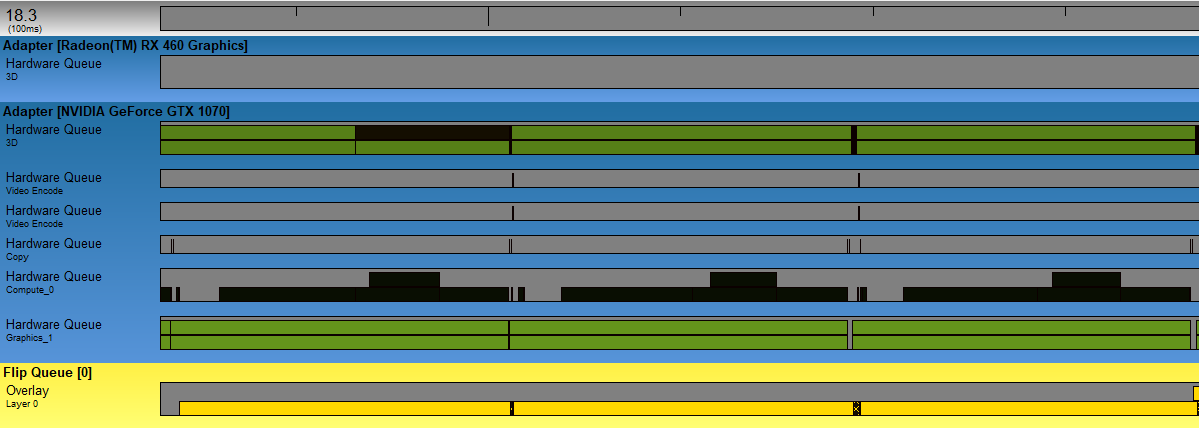 18.3
(100ms)
Adapter [Radeon(TM) RX 460 Graphics]
Hardware Queue
3D
Adapter [NVIDIA GeForce GTX 1070]
Hardware Queue
3D
Hardware Queue
Video Encode
Hardware Queue
Video Encode
Hardware Queue
Copy
Hardware Queue
Compute_0
Hardware Queue
Graphics_1
Flip Queue [0]
Overlay
Layer 0